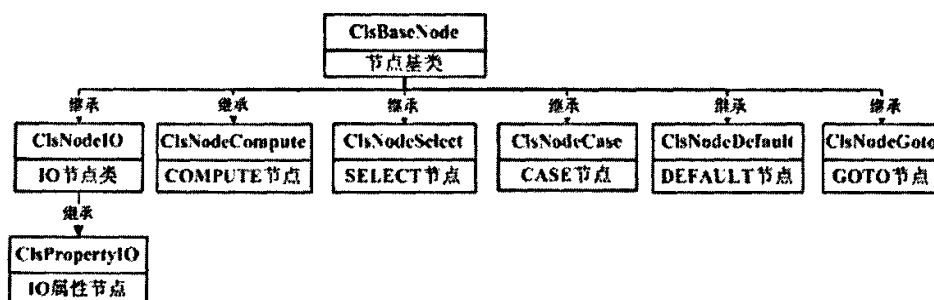 ClsBaseNode
节点基类
继承 继承 继承 继承 继承 继承
ClsNodeIO ClsNodeCompute ClsNodeSelect ClsNodeCase ClsNodeDefault ClsNodeGoto
IO节点类 COMPUTE节点 SELECT节点 CASE节点 DEFAULT节点 GOTO节点
继承
ClsPropertyIO
IO属性节点